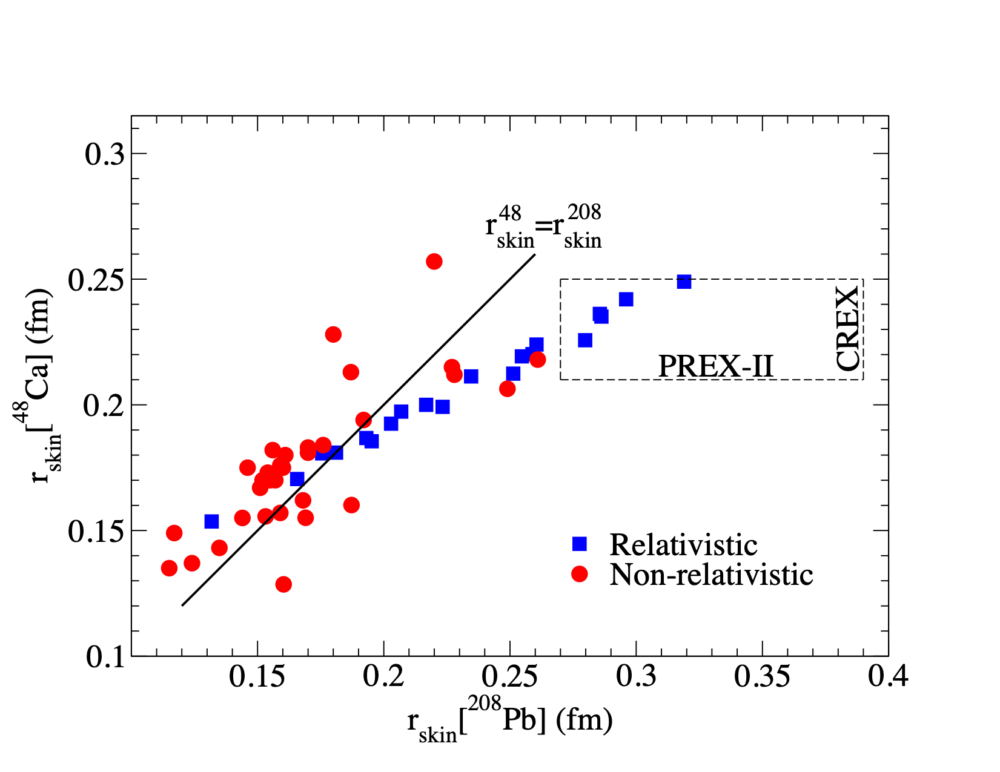 0.3
0.25
0.2
0.15
0.1
r_skin[^48Ca] (fm)
r^48_skin=r^208_skin
CREX
PREX-II
Relativistic
Non-relativistic
0.15 0.2 0.25 0.3 0.35 0.4
r_skin[^208Pb] (fm)